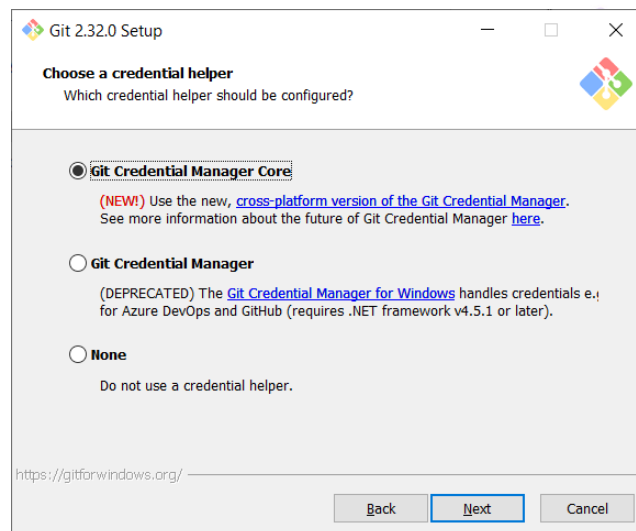 Git 2.32.0 Setup
Choose a credential helper
Which credential helper should be configured?
Git Credential Manager Core
(NEW!) Use the new, cross-platform version of the Git Credential Manager.
See more information about the future of Git Credential Manager here.
Git Credential Manager
(DEPRECATED) The Git Credential Manager for Windows handles credentials e.g
for Azure DevOps and GitHub (requires .NET framework v4.5.1 or later).
None
Do not use a credential helper.
https://gitforwindows.org/
Back Next Cancel